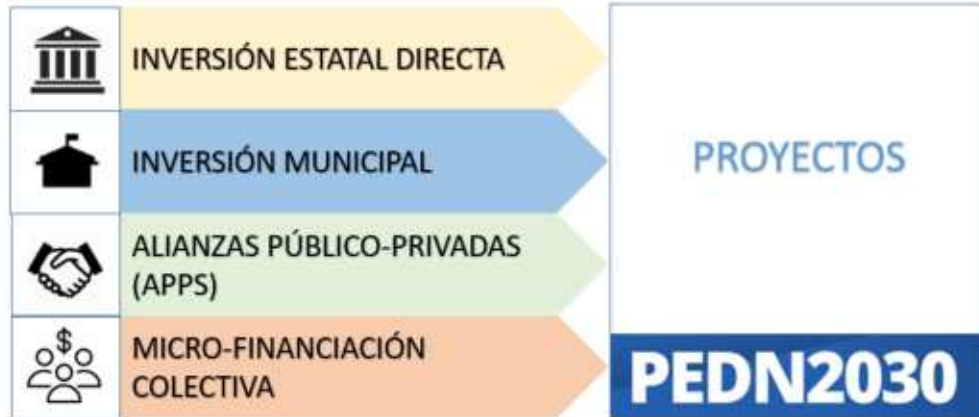 INVERSIÓN ESTATAL DIRECTA
INVERSIÓN MUNICIPAL
ALIANZAS PÚBLICO-PRIVADAS
(APPS)
$
MICRO-FINANCIACIÓN
COLECTIVA
PROYECTOS
PEDN2030